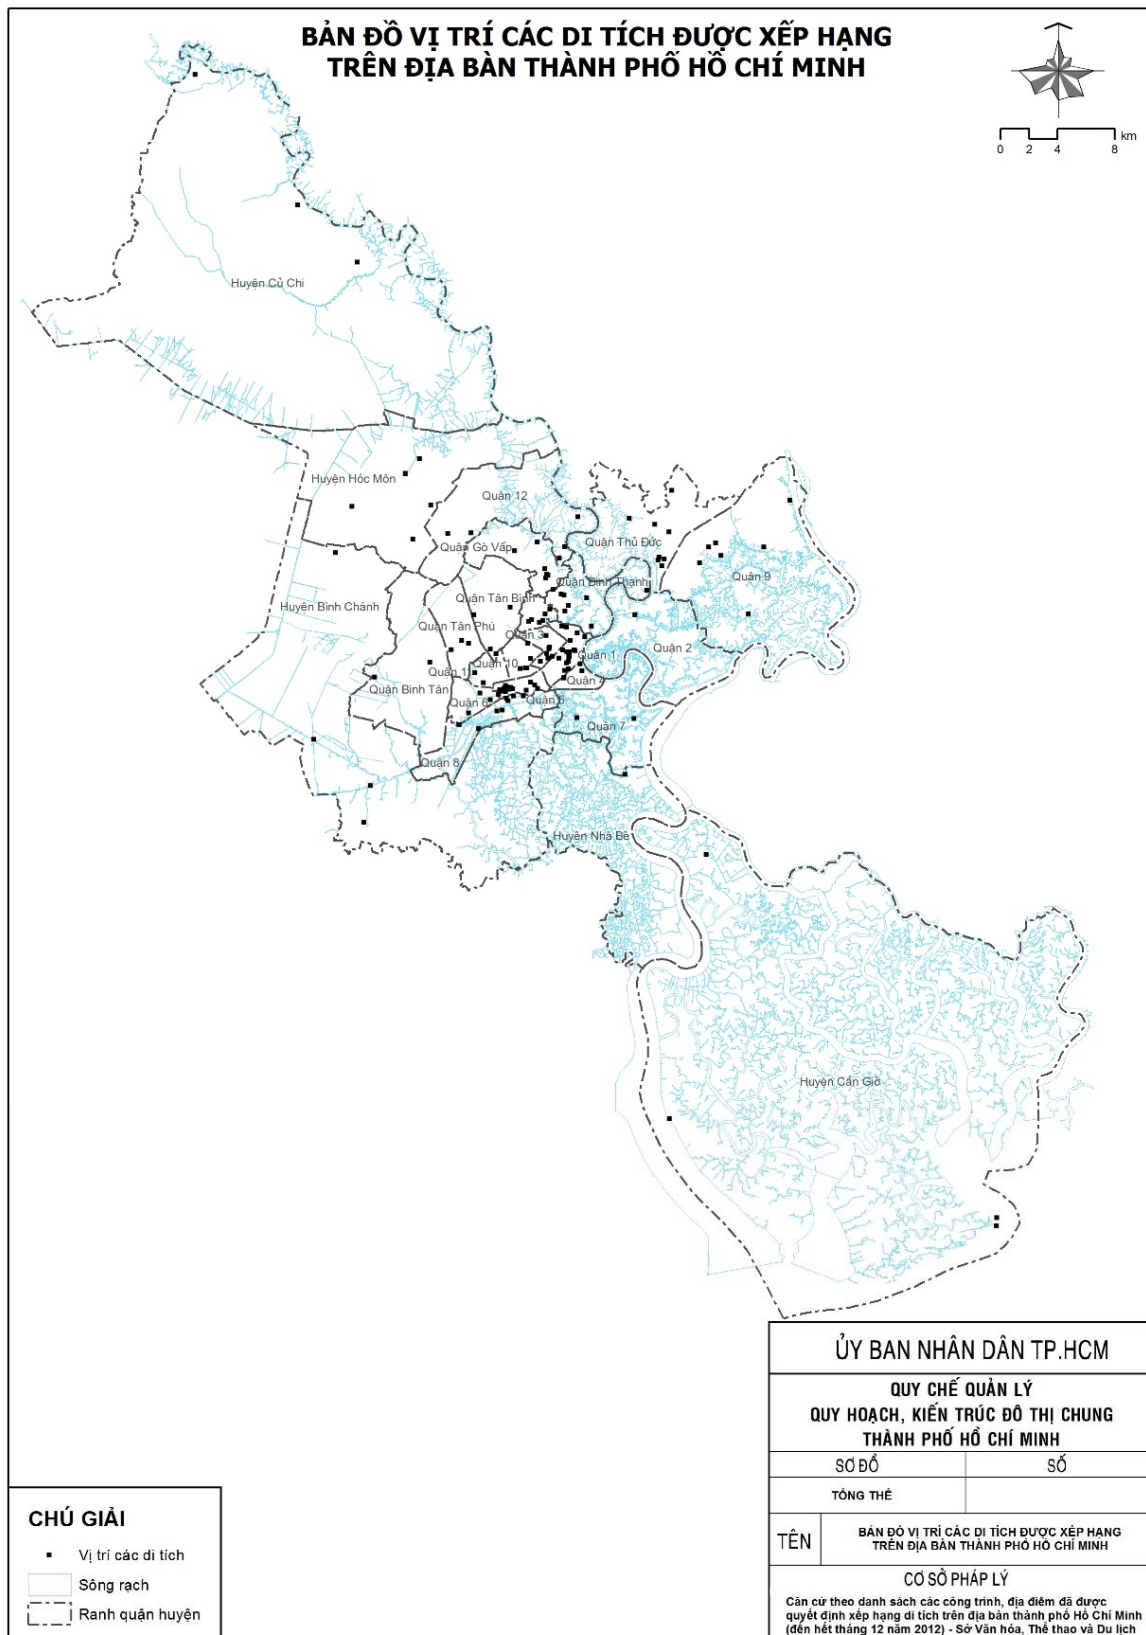 BẢN ĐỒ VỊ TRÍ CÁC DI TÍCH ĐƯỢC XẾP HẠNG
TRÊN ĐỊA BÀN THÀNH PHỐ HỒ CHÍ MINH
km
0 2 4 8
Huyện Củ Chi
Huyện Hóc Môn
Quận 12
Quận Thủ Đức
Quận Gò Vấp
Quận 9
Quận Bình Thạnh
Quận Tân Bình
Huyện Bình Chánh
Quận Tân Phú
Quận 3
Quận 2
Quận 1
Quận 10
Quận 11
Quận 4
Quận Bình Tân
Quận 6
Quận 5
Quận 7
Quận 8
Huyện Nhà Bè
Huyện Cần Giờ
ỦY BAN NHÂN DÂN TP.HCM
QUY CHẾ QUẢN LÝ
QUY HOẠCH, KIẾN TRÚC ĐÔ THỊ CHUNG
THÀNH PHỐ HỒ CHÍ MINH
SƠ ĐỒ SỐ
TỔNG THỂ
TÊN
BẢN ĐỒ VỊ TRÍ CÁC DI TÍCH ĐƯỢC XẾP HẠNG
TRÊN ĐỊA BÀN THÀNH PHỐ HỒ CHÍ MINH
CƠ SỞ PHÁP LÝ
Căn cứ theo danh sách các công trình, địa điểm đã được
quyết định xếp hạng di tích trên địa bàn thành phố Hồ Chí Minh
(đến hết tháng 12 năm 2012) - Sở Văn hóa, Thể thao và Du lịch
CHÚ GIẢI
Vị trí các di tích
Sông rạch
Ranh quận huyện